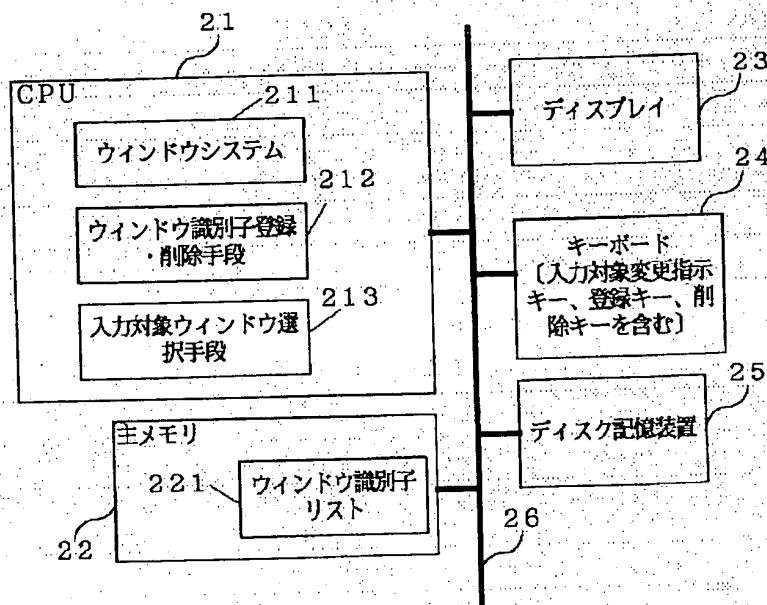 21
CPU
211
ウィンドウシステム
212
ウィンドウ識別子登録
・削除手段
213
入力対象ウィンドウ選
択手段
主メモリ
221
ウィンドウ識別子
リスト
22
23
ディスプレイ
24
キーボード
〔入力対象変更指示
キー、登録キー、削
除キーを含む〕
25
ディスク記憶装置
26